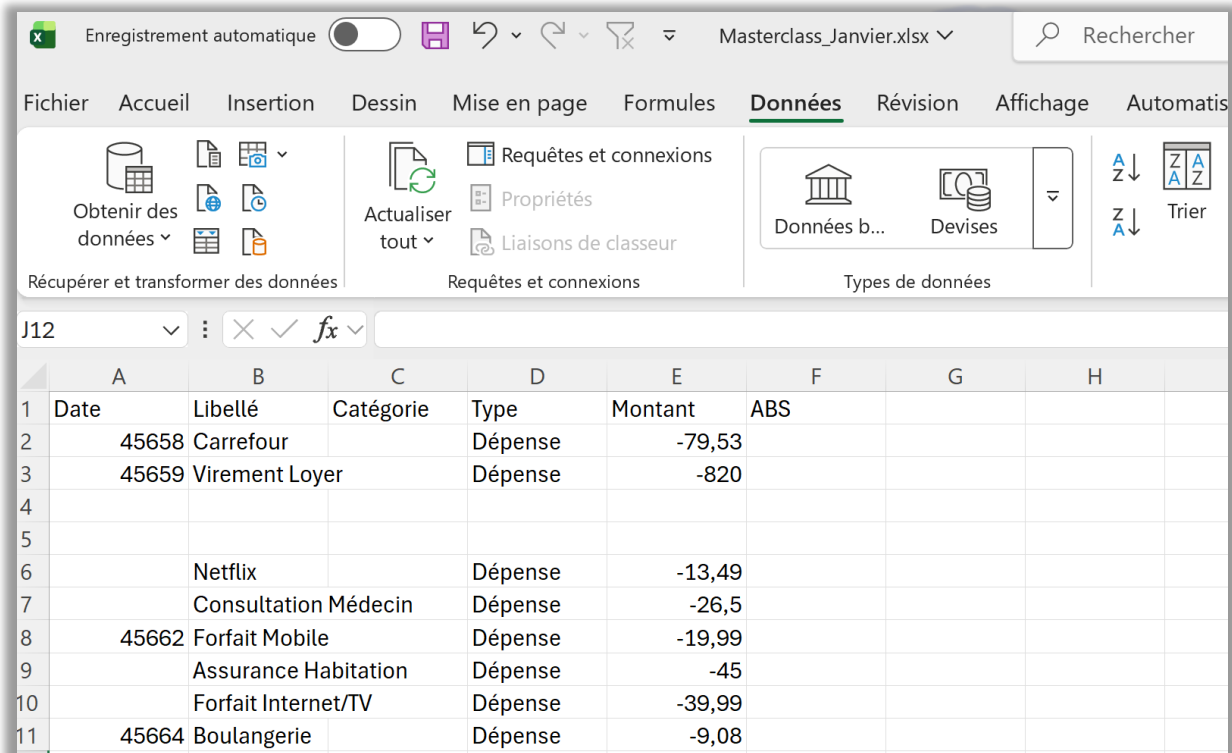 Enregistrement automatique Masterclass_Janvier.xlsx Rechercher
Fichier Accueil Insertion Dessin Mise en page Formules Données Révision Affichage Automatis
Obtenir des données
Actualiser tout
Requêtes et connexions
Propriétés
Liaisons de classeur
Données b... Devises
Trier
Récupérer et transformer des données Requêtes et connexions Types de données
J12 fx
A B C D E F G H
1 Date Libellé Catégorie Type Montant ABS
2 45658 Carrefour Dépense -79,53
3 45659 Virement Loyer Dépense -820
4
5
6 Netflix Dépense -13,49
7 Consultation Médecin Dépense -26,5
8 45662 Forfait Mobile Dépense -19,99
9 Assurance Habitation Dépense -45
10 Forfait Internet/TV Dépense -39,99
11 45664 Boulangerie Dépense -9,08